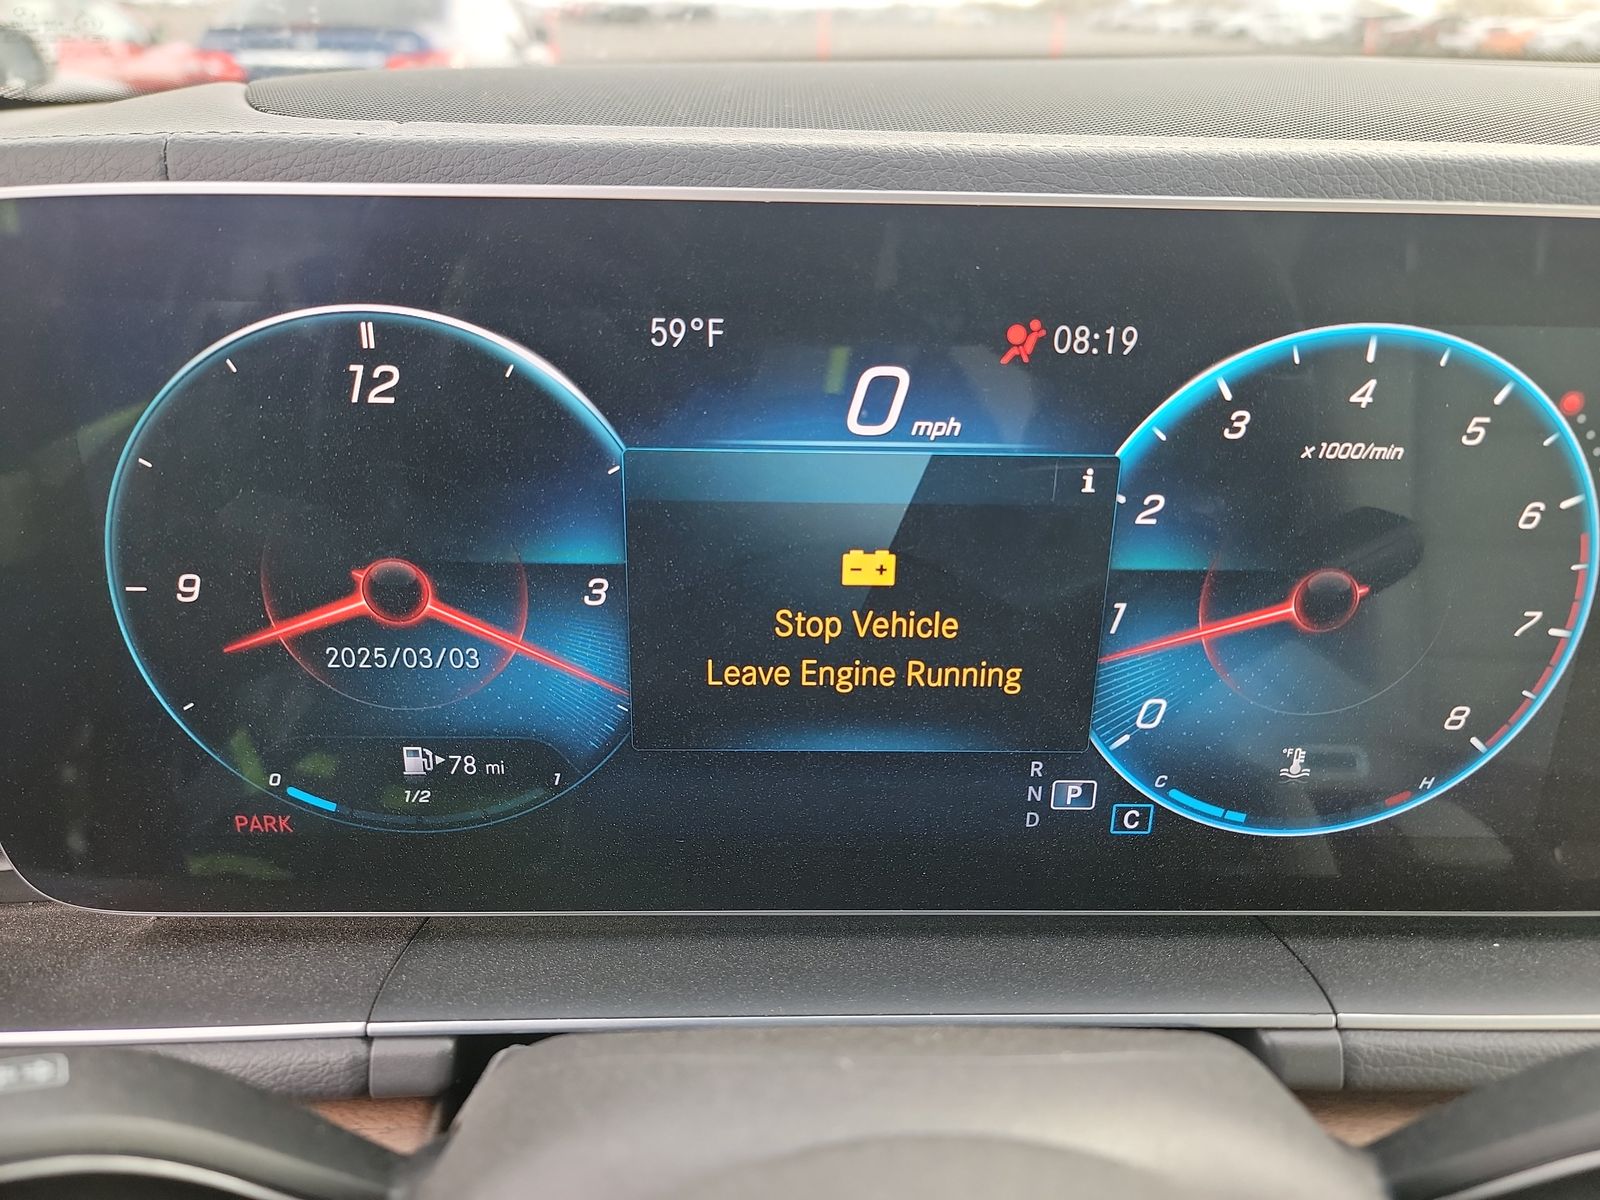 59°F
08:19
0 mph
12
3
9
2025/03/03
78 mi
0
1/2
1
PARK
i
Stop Vehicle
Leave Engine Running
R
N
D
P
C
0
1
2
3
4
5
6
7
8
x1000/min
°F
C
H